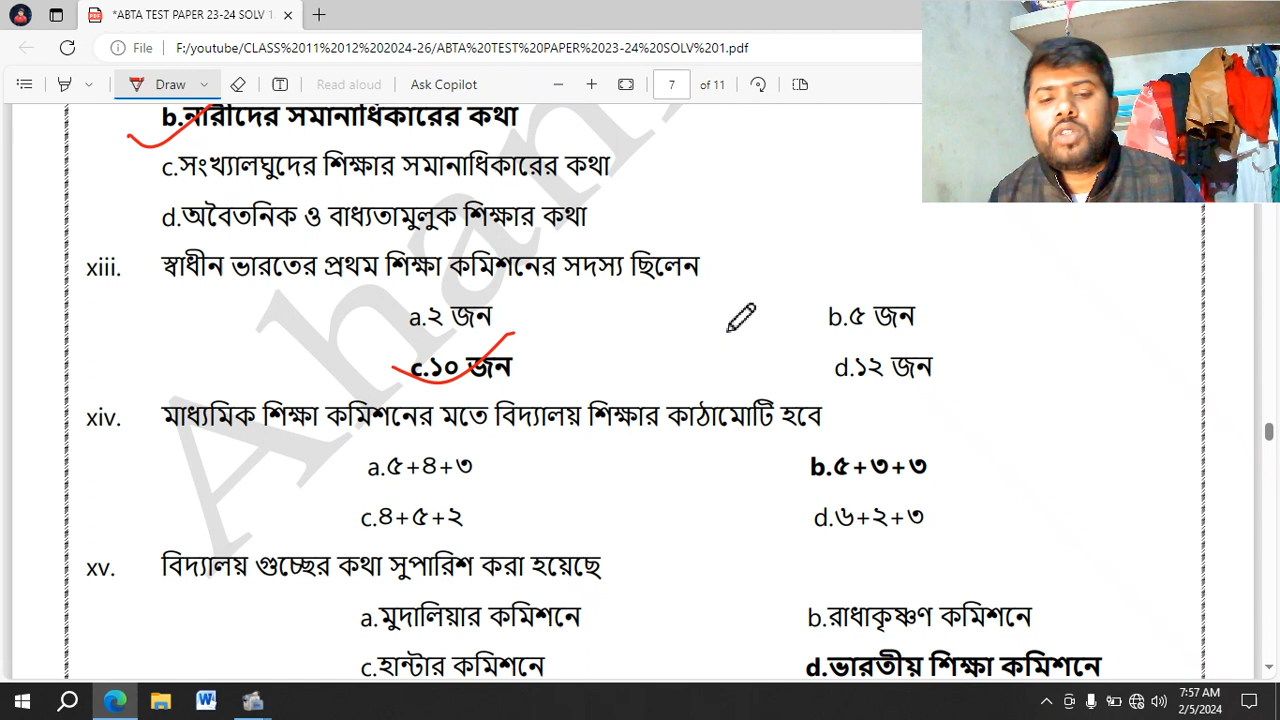 *ABTA TEST PAPER 23-24 SOLV 1
File F:/youtube/CLASS%2011%2012%202024-26/ABTA%20TEST%20PAPER%2023-24%20SOLV%201.pdf
Draw Read aloud Ask Copilot 7 of 11
b.নারীদের সমানাধিকারের কথা
c.সংখ্যালঘুদের শিক্ষার সমানাধিকারের কথা
d.অবৈতনিক ও বাধ্যতামুলুক শিক্ষার কথা
xiii. স্বাধীন ভারতের প্রথম শিক্ষা কমিশনের সদস্য ছিলেন
a.২ জন b.৫ জন
c.১০ জন d.১২ জন
xiv. মাধ্যমিক শিক্ষা কমিশনের মতে বিদ্যালয় শিক্ষার কাঠামোটি হবে
a.৫+৪+৩ b.৫+৩+৩
c.৪+৫+২ d.৬+২+৩
xv. বিদ্যালয় গুচ্ছের কথা সুপারিশ করা হয়েছে
a.মুদালিয়ার কমিশনে b.রাধাকৃষ্ণণ কমিশনে
c.হান্টার কমিশনে d.ভারতীয় শিক্ষা কমিশনে
7:57 AM
2/5/2024